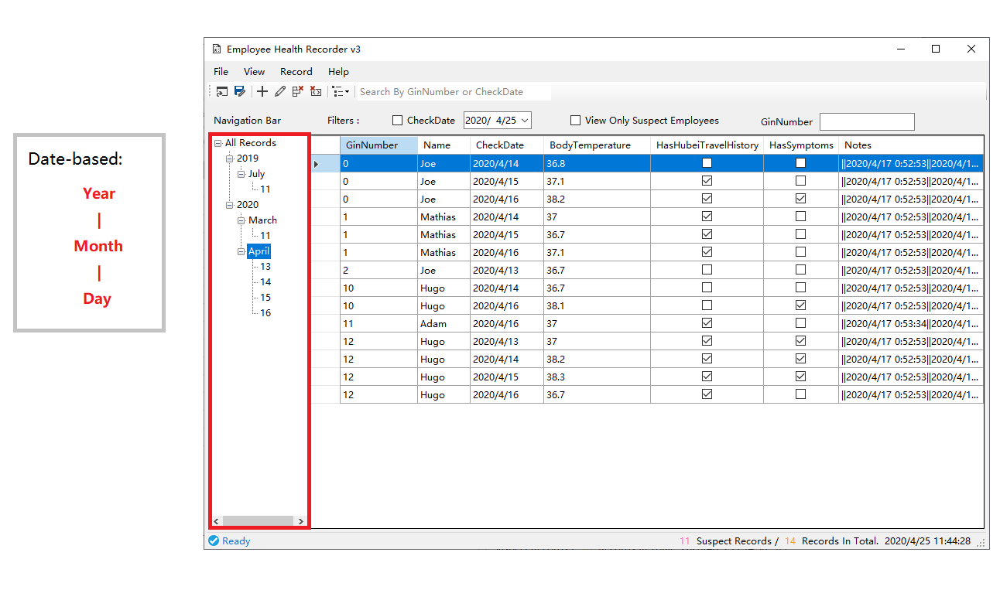 Date-based:
Year
|
Month
|
Day
Employee Health Recorder v3
File View Record Help
Search By GinNumber or CheckDate
Navigation Bar Filters : CheckDate 2020/ 4/25 View Only Suspect Employees GinNumber
All Records
2019
July
11
2020
March
11
April
13
14
15
16
GinNumber Name CheckDate BodyTemperature HasHubeiTravelHistory HasSymptoms Notes
0 Joe 2020/4/14 36.8 ||2020/4/17 0:52:53||2020/4/1...
0 Joe 2020/4/15 37.1 ||2020/4/17 0:52:53||2020/4/1...
0 Joe 2020/4/16 38.2 ||2020/4/17 0:52:53||2020/4/1...
1 Mathias 2020/4/14 37 ||2020/4/17 0:52:53||2020/4/1...
1 Mathias 2020/4/15 36.7 ||2020/4/17 0:52:53||2020/4/1...
1 Mathias 2020/4/16 37.1 ||2020/4/17 0:52:53||2020/4/1...
2 Joe 2020/4/13 36.7 ||2020/4/17 0:52:53||2020/4/1...
10 Hugo 2020/4/14 36.7 ||2020/4/17 0:52:53||2020/4/1...
10 Hugo 2020/4/16 38.1 ||2020/4/17 0:52:53||2020/4/1...
11 Adam 2020/4/16 37 ||2020/4/17 0:53:34||2020/4/1...
12 Hugo 2020/4/13 37 ||2020/4/17 0:52:53||2020/4/1...
12 Hugo 2020/4/14 38.2 ||2020/4/17 0:52:53||2020/4/1...
12 Hugo 2020/4/15 38.3 ||2020/4/17 0:52:53||2020/4/1...
12 Hugo 2020/4/16 36.7 ||2020/4/17 0:52:53||2020/4/1...
Ready 11 Suspect Records / 14 Records In Total. 2020/4/25 11:44:28